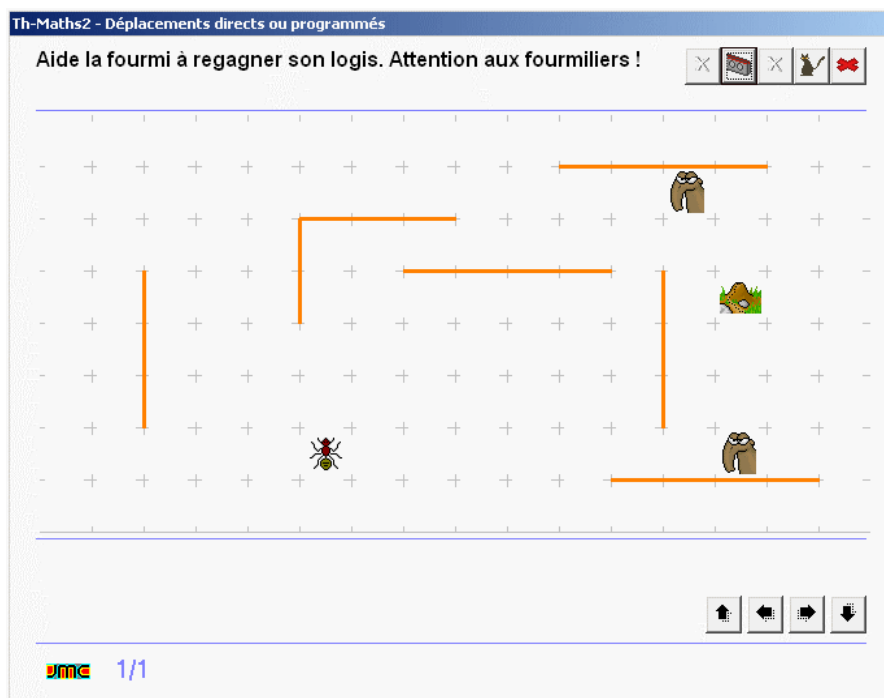 Th-Maths2 - Déplacements directs ou programmés
Aide la fourmi à regagner son logis. Attention aux fourmiliers !
JMC 1/1